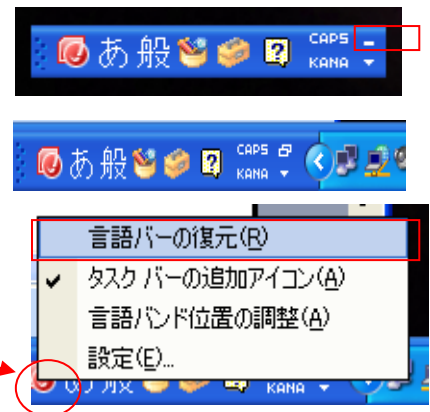 あ 般 CAPS KANA
あ 般 CAPS KANA
言語バーの復元(R)
タスク バーの追加アイコン(A)
言語バンド位置の調整(A)
設定(E)...
KANA